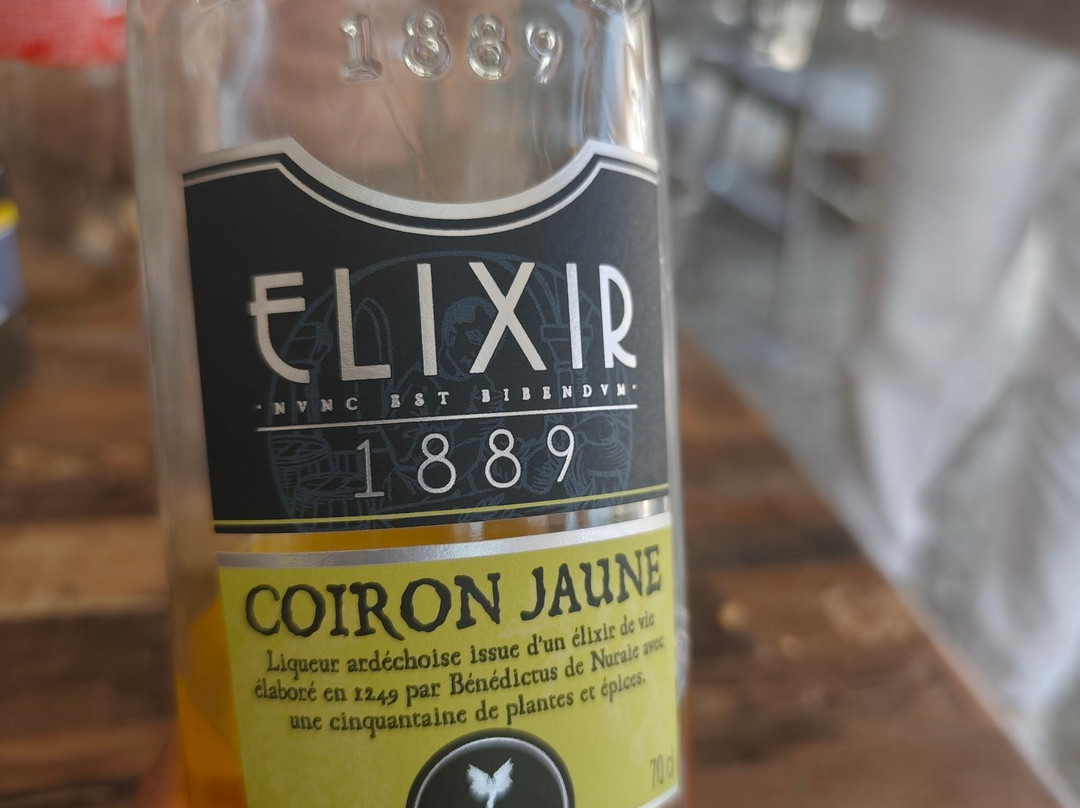 1889
ELIXIR
·NVNC EST BIBENDVM·
1889
COIRON JAUNE
Liqueur ardéchoise issue d'un élixir de vie
élaboré en 1249 par Bénédictus de Nuraie avec
une cinquantaine de plantes et épices.
70 cl